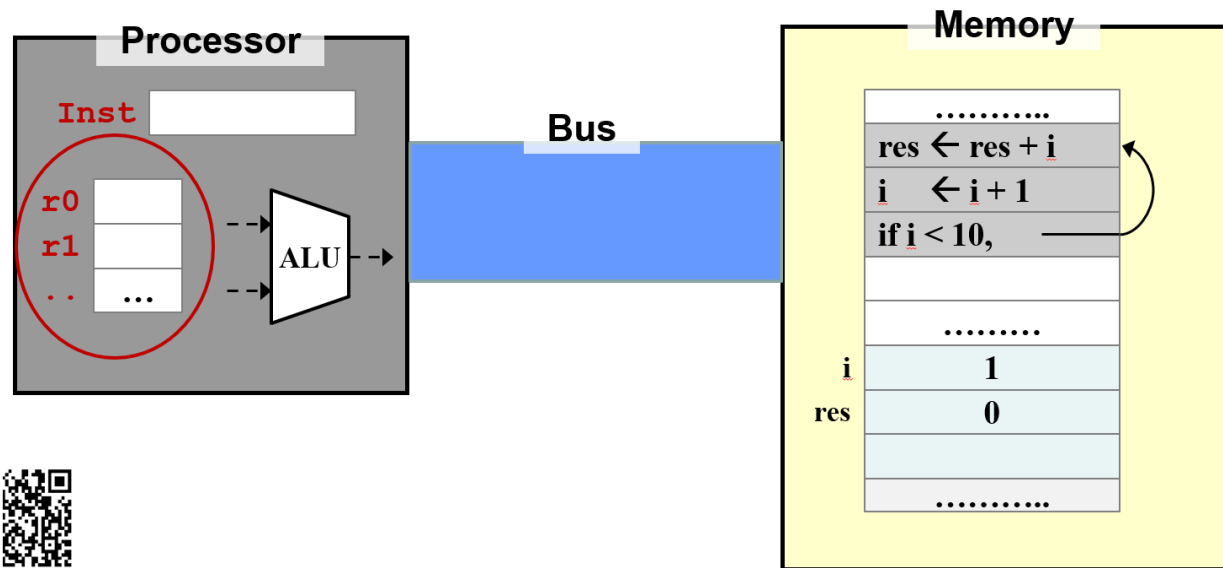 Processor
Inst
r0
r1
.. ...
ALU
Bus
Memory
………..
res ← res + i
i ← i + 1
if i < 10,
………
i 1
res 0
………..